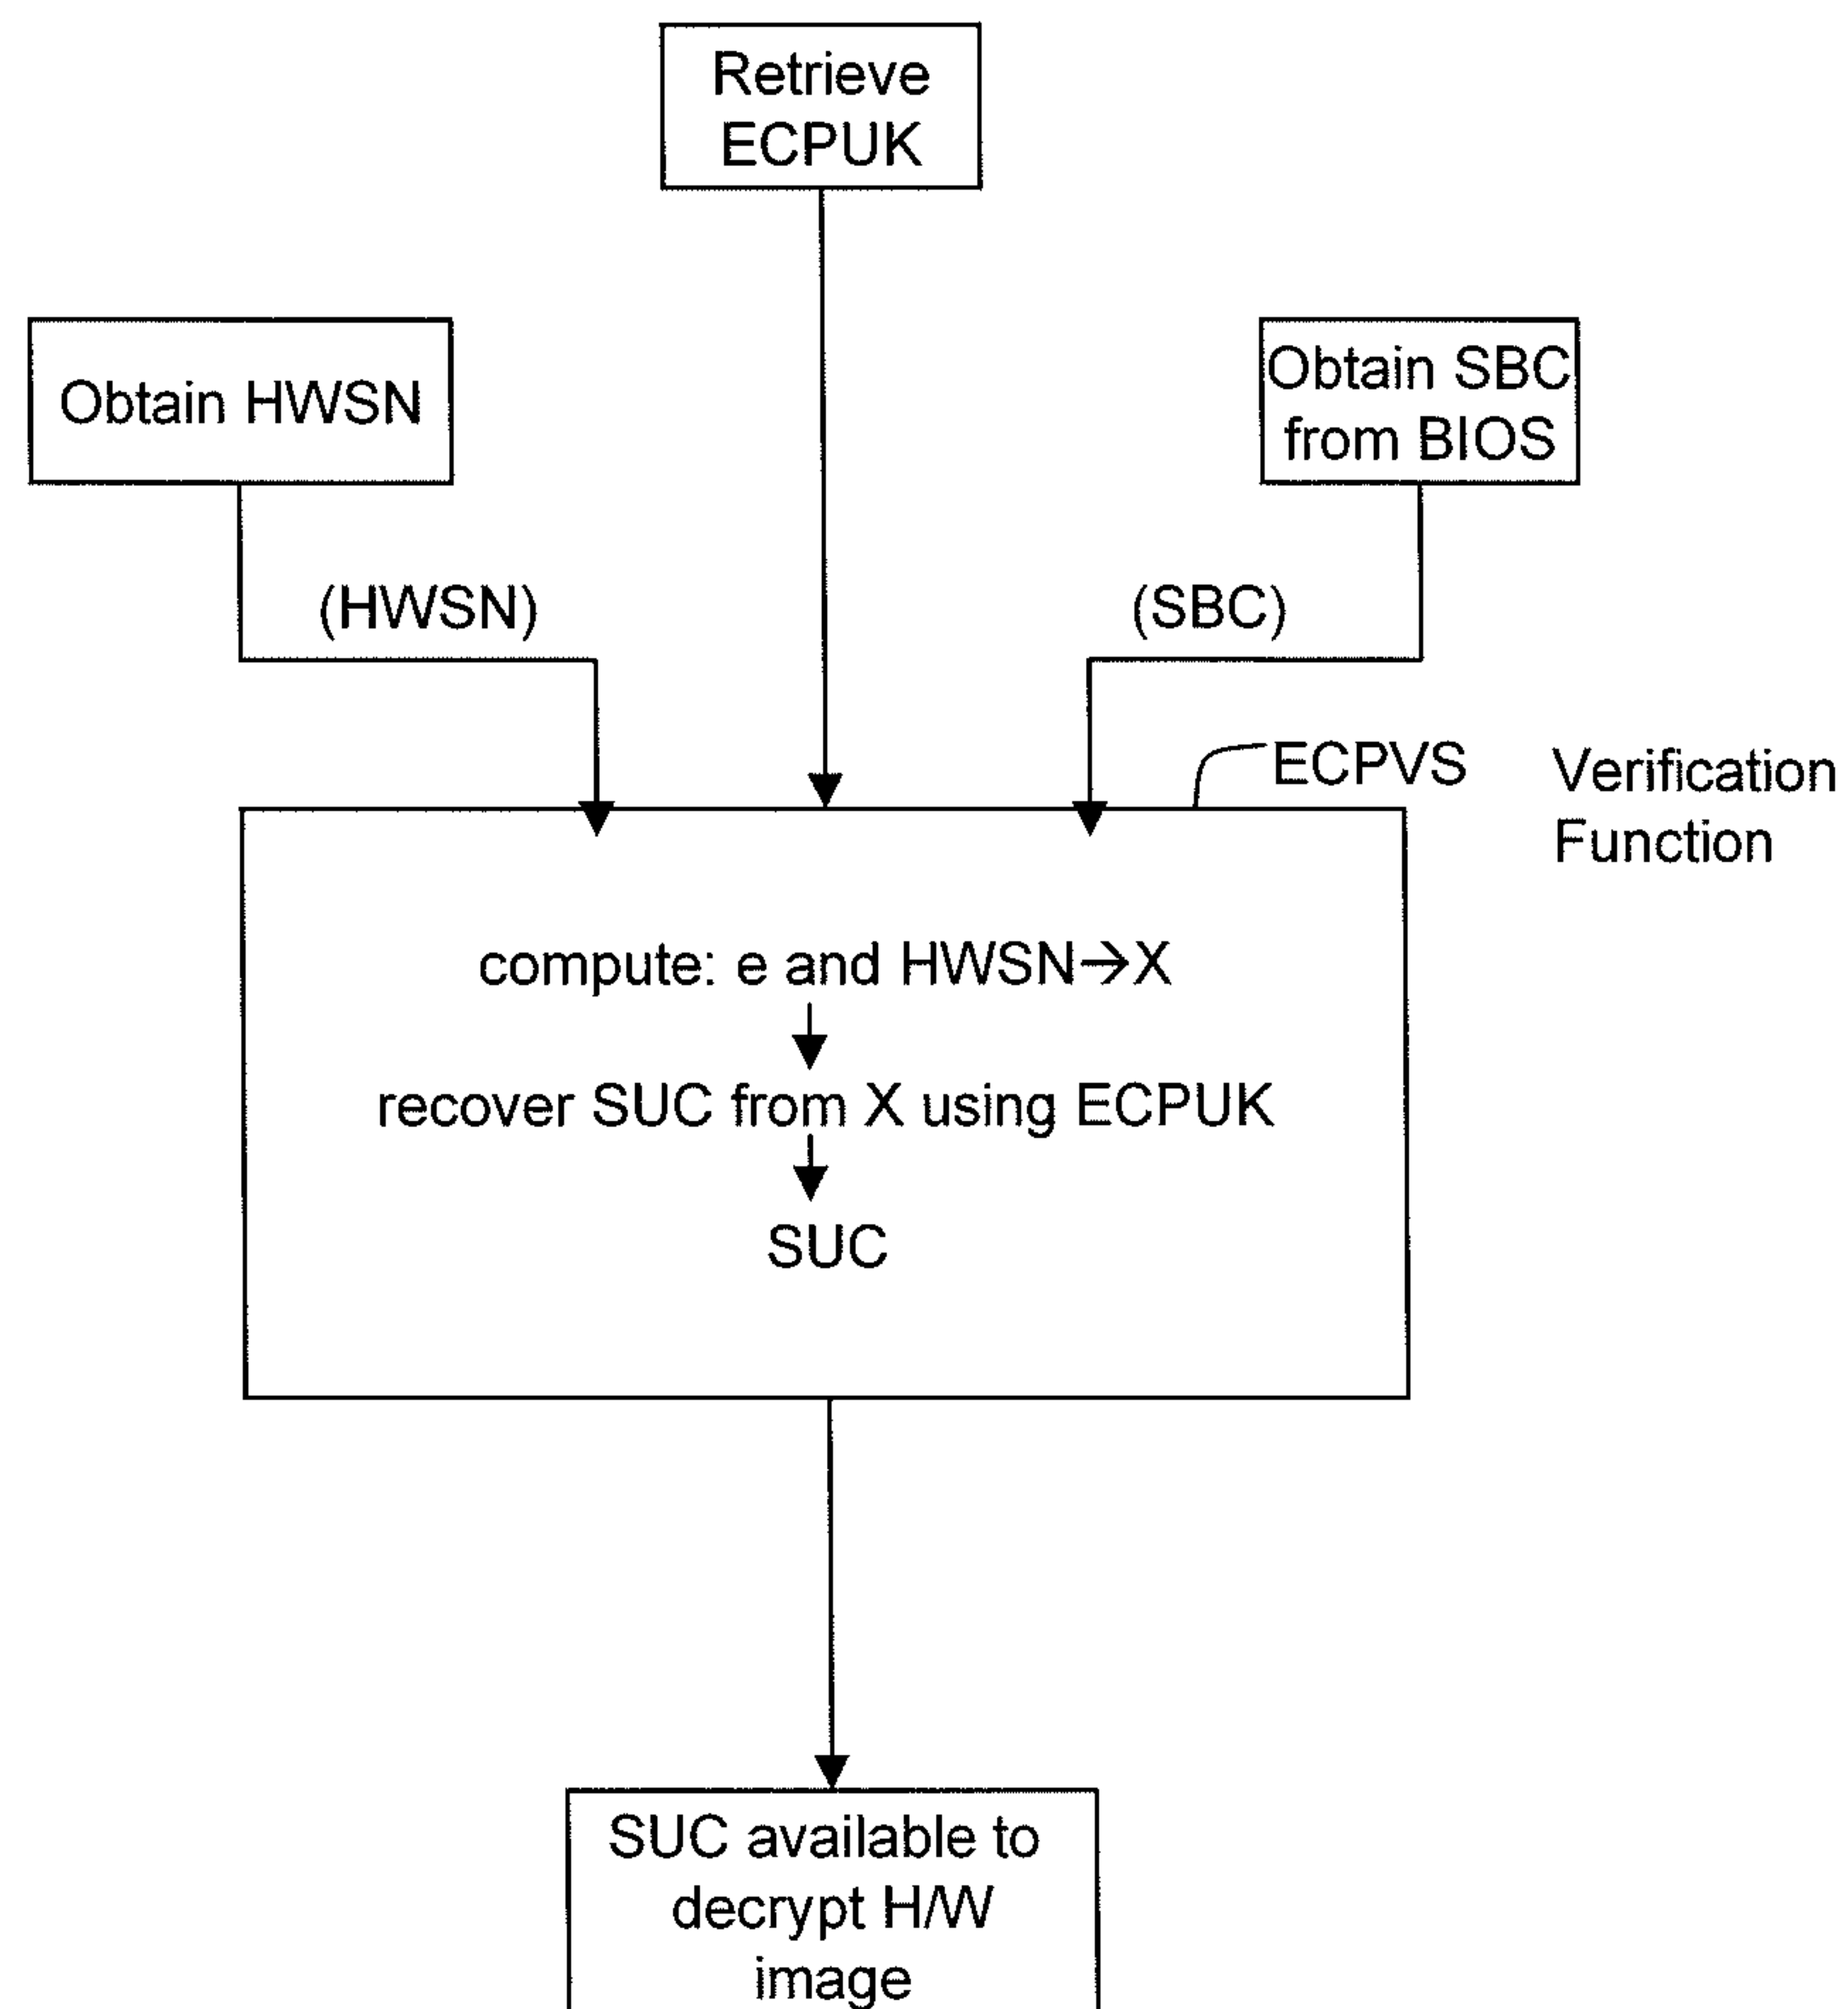 Retrieve
ECPUK
Obtain HWSN
Obtain SBC
from BIOS
(HWSN)
(SBC)
ECPVS Verification
Function
compute: e and HWSN→X
recover SUC from X using ECPUK
SUC
SUC available to
decrypt H/W
image